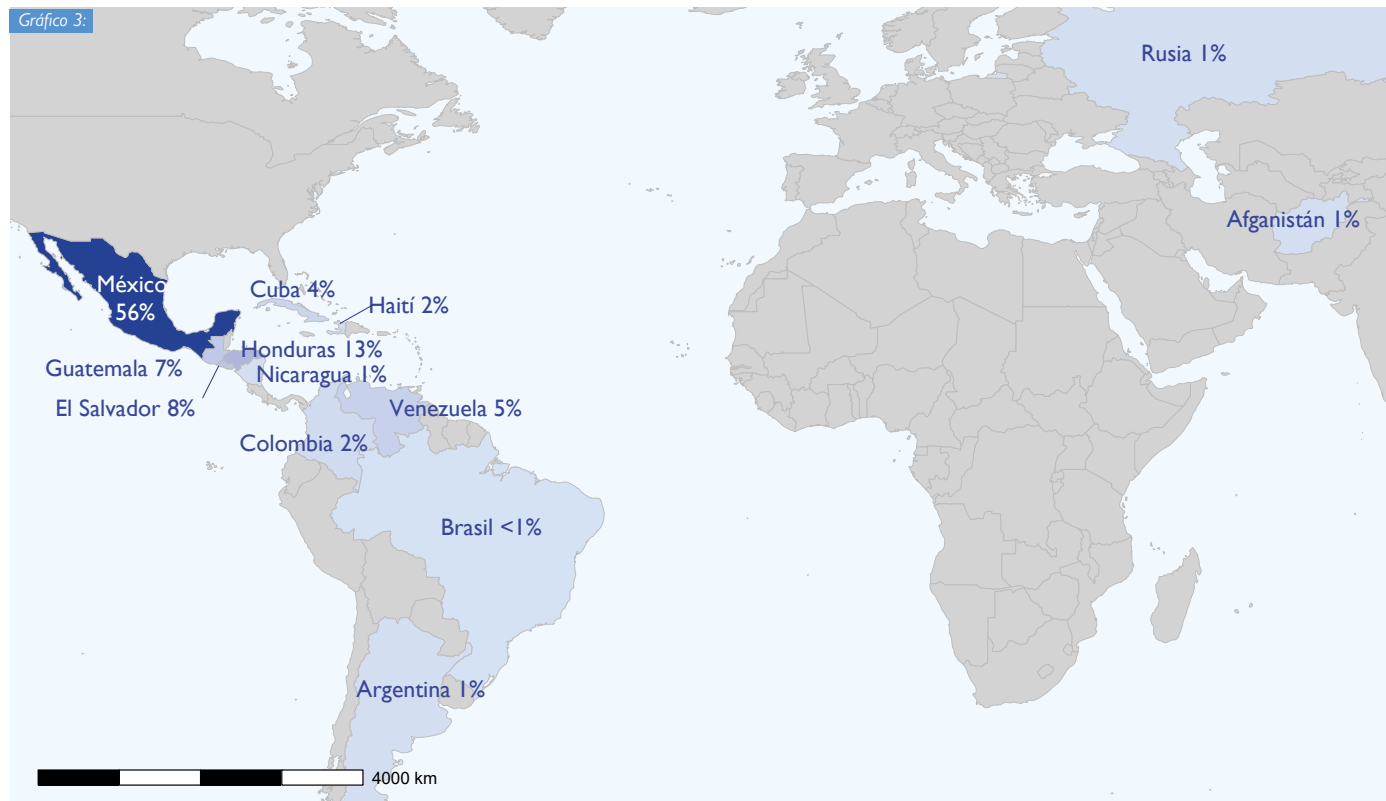 Gráfico 3:
Rusia 1%
Afganistán 1%
México
56%
Cuba 4%
Haití 2%
Honduras 13%
Guatemala 7%
Nicaragua 1%
El Salvador 8%
Venezuela 5%
Colombia 2%
Brasil <1%
Argentina 1%
4000 km